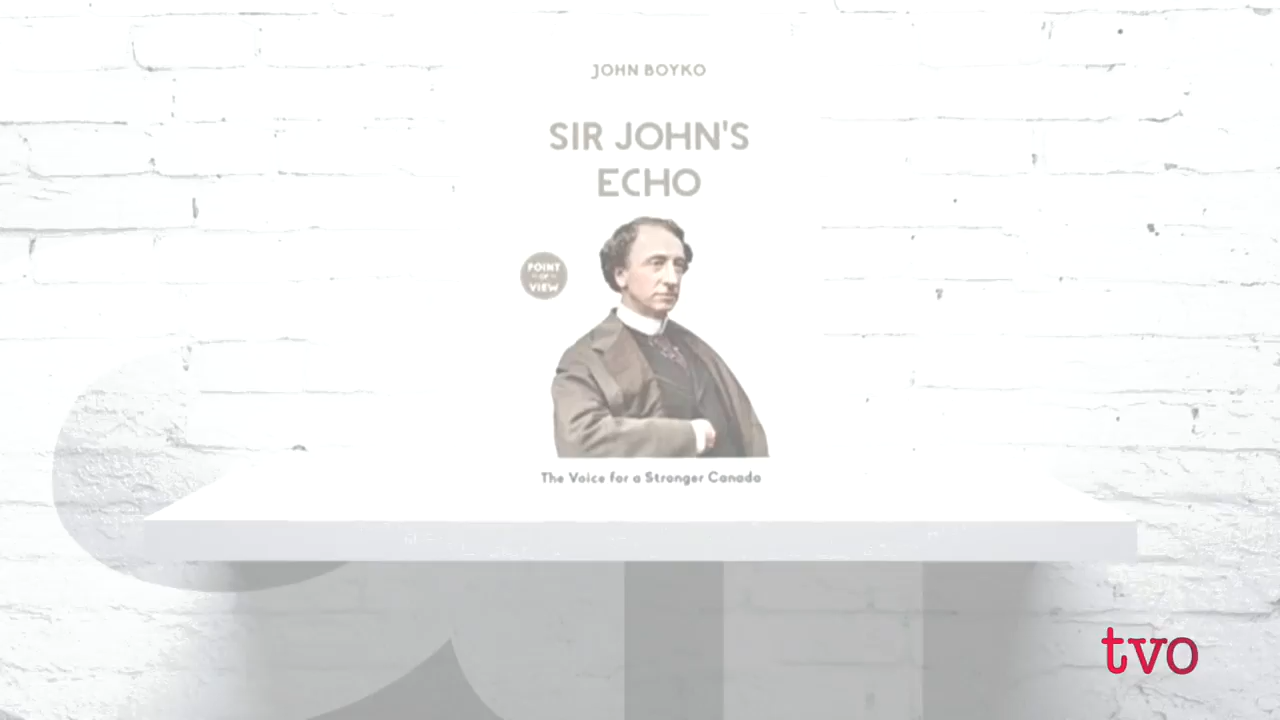 JOHN BOYKO
SIR JOHN'S
ECHO
POINT
OF
VIEW
The Voice for a Stronger Canada
tvo